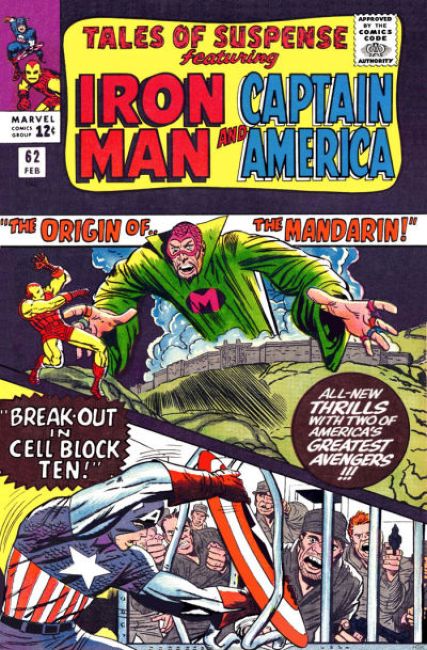 TALES OF SUSPENSE
featuring
IRON MAN
AND
CAPTAIN AMERICA
APPROVED
BY THE
COMICS
CODE
AUTHORITY
MARVEL
COMICS
GROUP
12¢
62
FEB
"THE ORIGIN OF..
THE MANDARIN!"
M
"BREAK-OUT
IN
CELL BLOCK
TEN!"
ALL-NEW
THRILLS
WITH TWO OF
AMERICA'S
GREATEST
AVENGERS
!!!
A